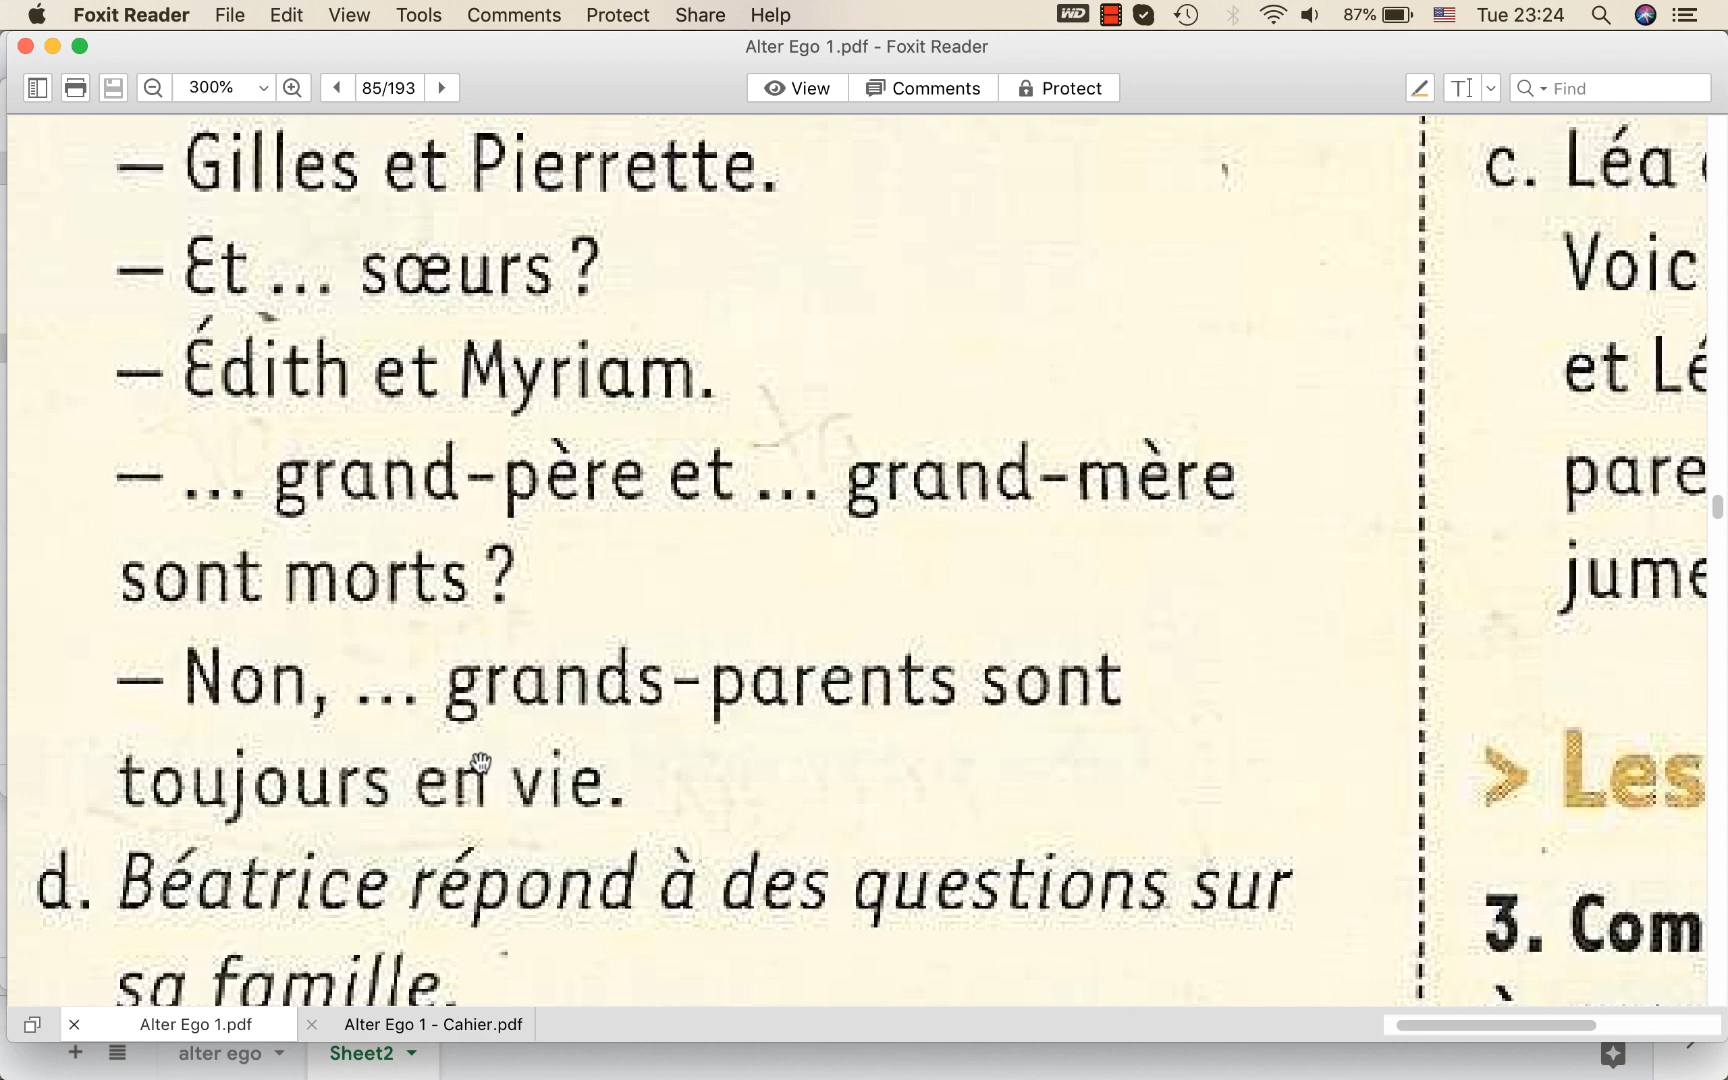 Foxit Reader File Edit View Tools Comments Protect Share Help WD 87% Tue 23:24
Alter Ego 1.pdf - Foxit Reader
300% 85/193 View Comments Protect T Find
— Gilles et Pierrette.
— Et ... sœurs ?
— Édith et Myriam.
— ... grand-père et ... grand-mère
sont morts ?
— Non, ... grands-parents sont
toujours en vie.
d. Béatrice répond à des questions sur
sa famille.
c. Léa
Voic
et Lé
pare
jume
> Les
3. Com
À
Alter Ego 1.pdf Alter Ego 1 - Cahier.pdf
+ alter ego Sheet2